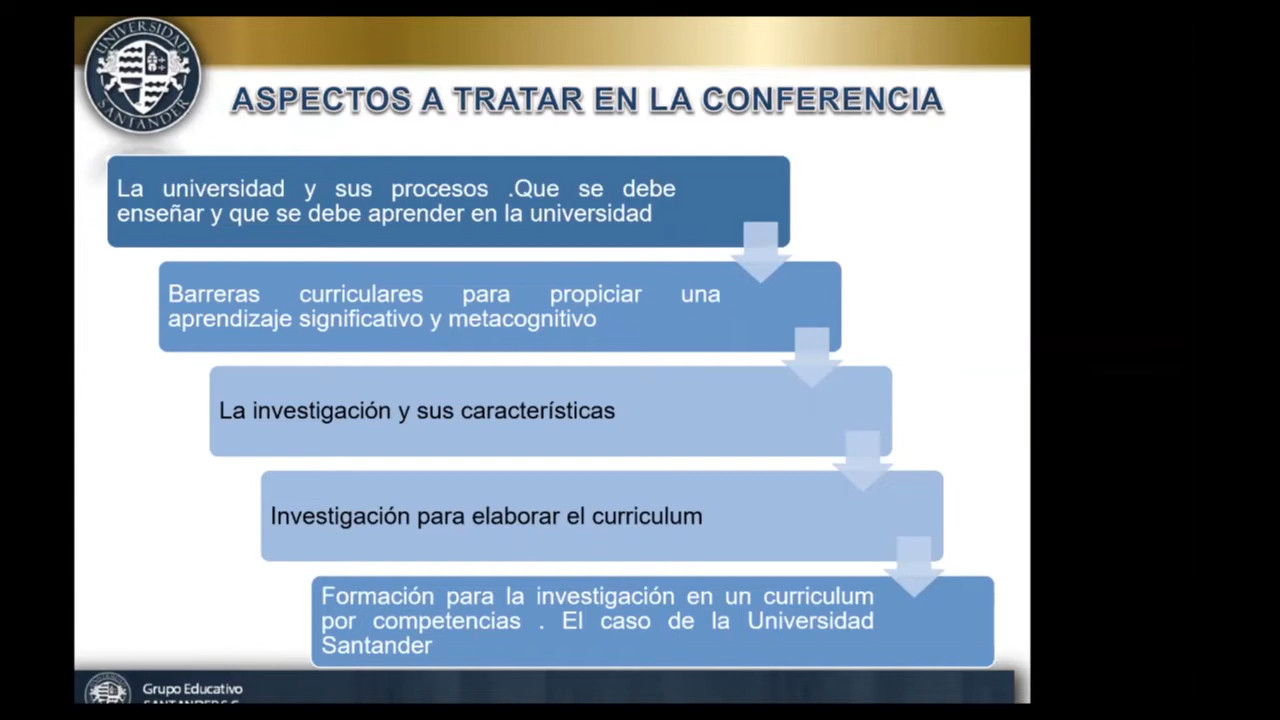 UNIVERSIDAD
SANTANDER
ASPECTOS A TRATAR EN LA CONFERENCIA
La universidad y sus procesos .Que se debe
enseñar y que se debe aprender en la universidad
Barreras curriculares para propiciar una
aprendizaje significativo y metacognitivo
La investigación y sus características
Investigación para elaborar el curriculum
Formación para la investigación en un curriculum
por competencias . El caso de la Universidad
Santander
Grupo Educativo